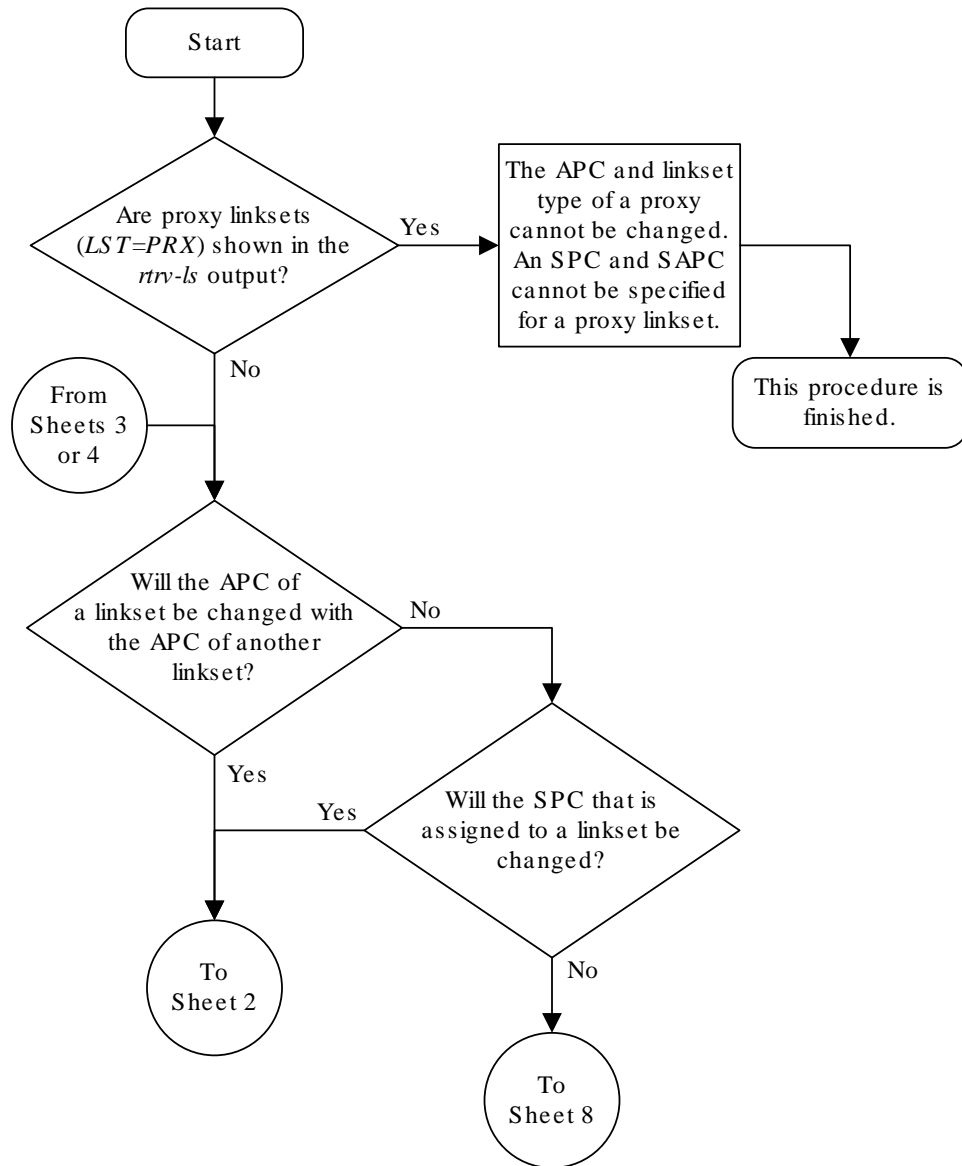 Start
Are proxy linksets
(LST=PRX) shown in the
rtrv-ls output?
Yes
The APC and linkset
type of a proxy
cannot be changed.
An SPC and SAPC
cannot be specified
for a proxy linkset.
This procedure is
finished.
No
From
Sheets 3
or 4
Will the APC of
a linkset be changed with
the APC of another
linkset?
No
Yes
Will the SPC that is
assigned to a linkset be
changed?
Yes
No
To
Sheet 2
To
Sheet 8